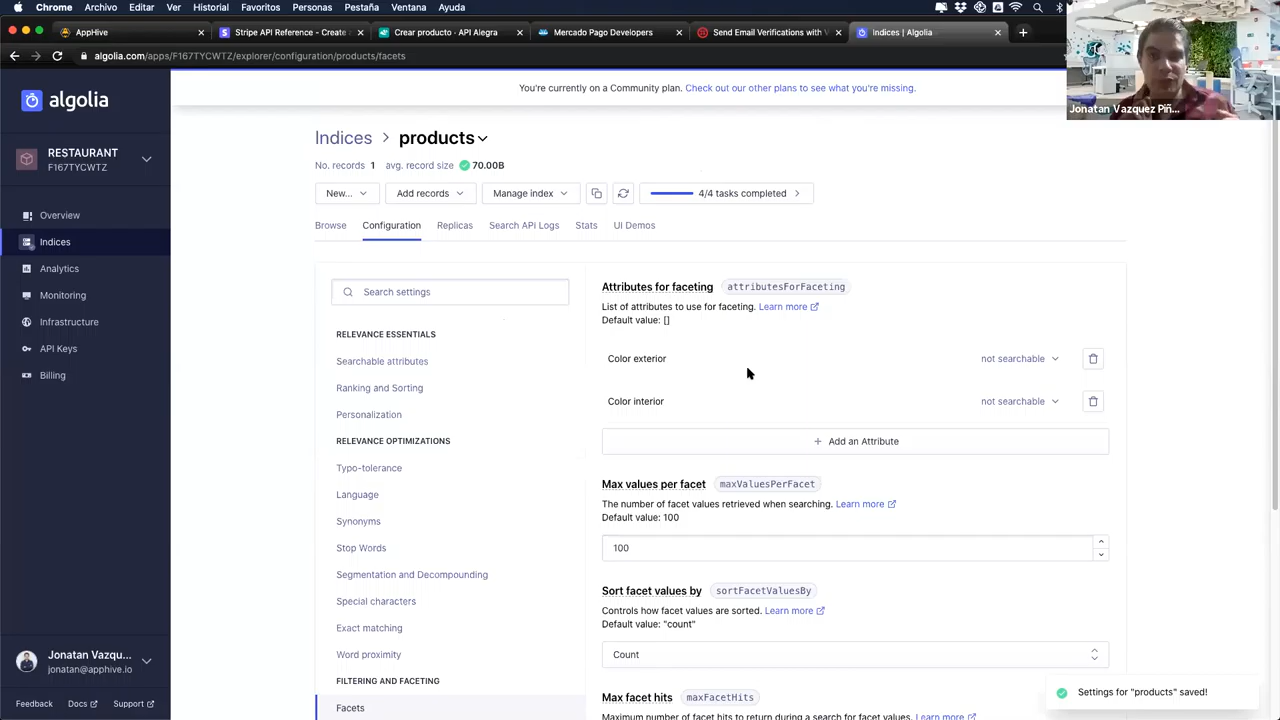 Chrome Archivo Editar Ver Historial Favoritos Personas Pestaña Ventana Ayuda
AppHive
Stripe API Reference - Create
Crear producto · API Alegra
Mercado Pago Developers
Send Email Verifications with
Indices | Algolia
algolia.com/apps/F167TYCWTZ/explorer/configuration/products/facets
Jonatan Vazquez Piñ...
algolia
You're currently on a Community plan. Check out our other plans to see what you're missing.
RESTAURANT
F167TYCWTZ
Overview
Indices
Analytics
Monitoring
Infrastructure
API Keys
Billing
Jonatan Vazqu...
jonatan@apphive.io
Feedback Docs Support
Indices > products
No. records 1 avg. record size 70.00B
New... Add records Manage index 4/4 tasks completed
Browse Configuration Replicas Search API Logs Stats UI Demos
Search settings
RELEVANCE ESSENTIALS
Searchable attributes
Ranking and Sorting
Personalization
RELEVANCE OPTIMIZATIONS
Typo-tolerance
Language
Synonyms
Stop Words
Segmentation and Decompounding
Special characters
Exact matching
Word proximity
FILTERING AND FACETING
Facets
Attributes for faceting attributesForFaceting
List of attributes to use for faceting. Learn more
Default value: []
Color exterior not searchable
Color interior not searchable
+ Add an Attribute
Max values per facet maxValuesPerFacet
The number of facet values retrieved when searching. Learn more
Default value: 100
100
Sort facet values by sortFacetValuesBy
Controls how facet values are sorted. Learn more
Default value: "count"
Count
Max facet hits maxFacetHits
Maximum number of facet hits to return during a search for facet values. Learn more
Settings for "products" saved!